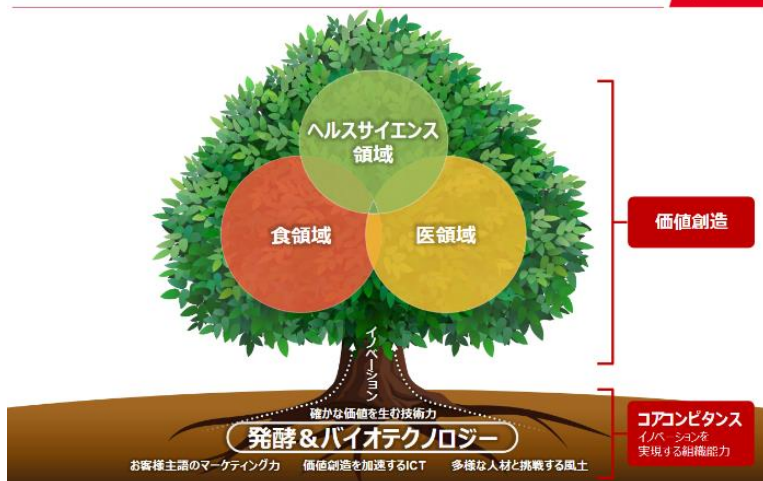 ヘルスサイエンス
領域
食領域
医領域
価値創造
イノベーション
確かな価値を生む技術力
発酵&バイオテクノロジー
お客様主語のマーケティング力 価値創造を加速するICT 多様な人材と挑戦する風土
コアコンピタンス
イノベーションを
実現する組織能力